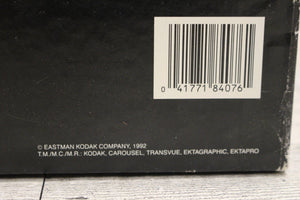 0 41771 84076
© EASTMAN KODAK COMPANY, 1992
T.M./M.C./M.R.: KODAK, CAROUSEL, TRANSVUE, EKTAGRAPHIC, EKTAPRO